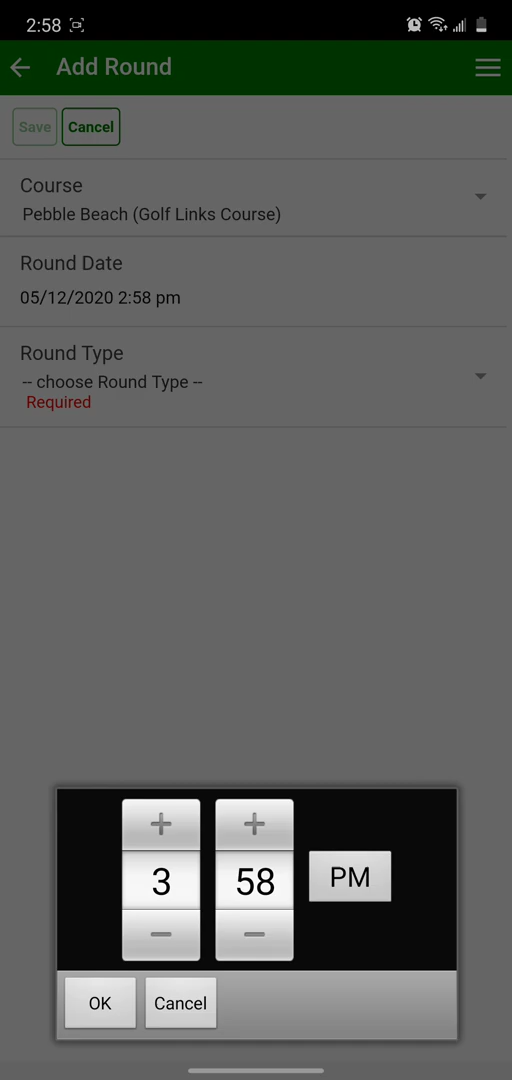 2:58
Add Round
Save Cancel
Course
Pebble Beach (Golf Links Course)
Round Date
05/12/2020 2:58 pm
Round Type
-- choose Round Type --
Required
+ +
3 58 PM
− −
OK Cancel